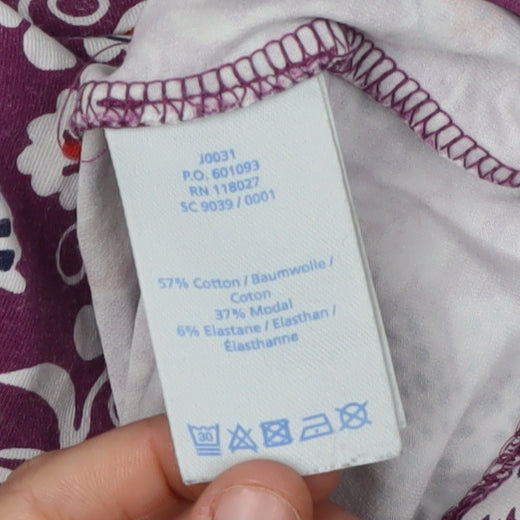 J0031
P.O. 601093
RN 118027
SC 9039 / 0001
57% Cotton / Baumwolle /
Coton
37% Modal
6% Elastane / Elasthan /
Élasthanne
30